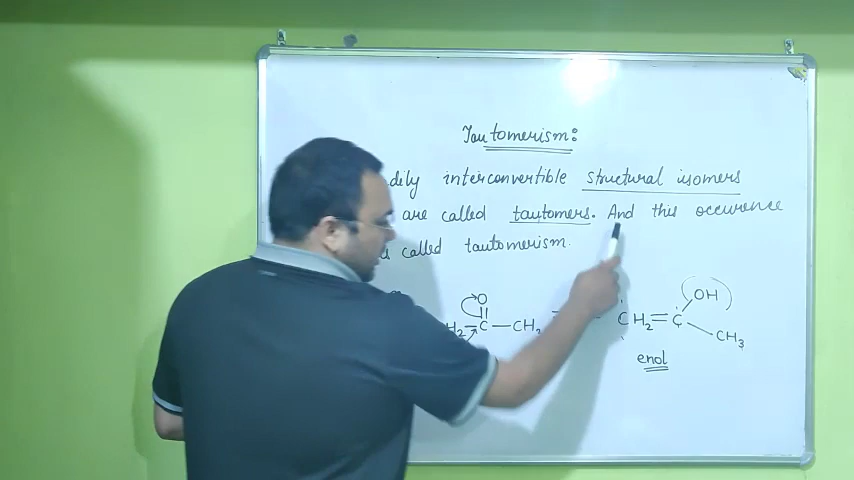 Tautomerism:
dily interconvertible structural isomers
are called tautomers. And this occurence
is called tautomerism.
O OH
H2 = C — CH3 CH2 = C
CH3
enol